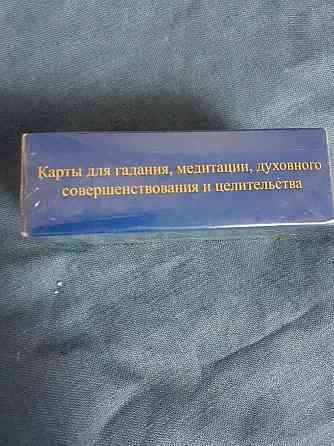 Карты для гадания, медитации, духовного
совершенствования и целительства